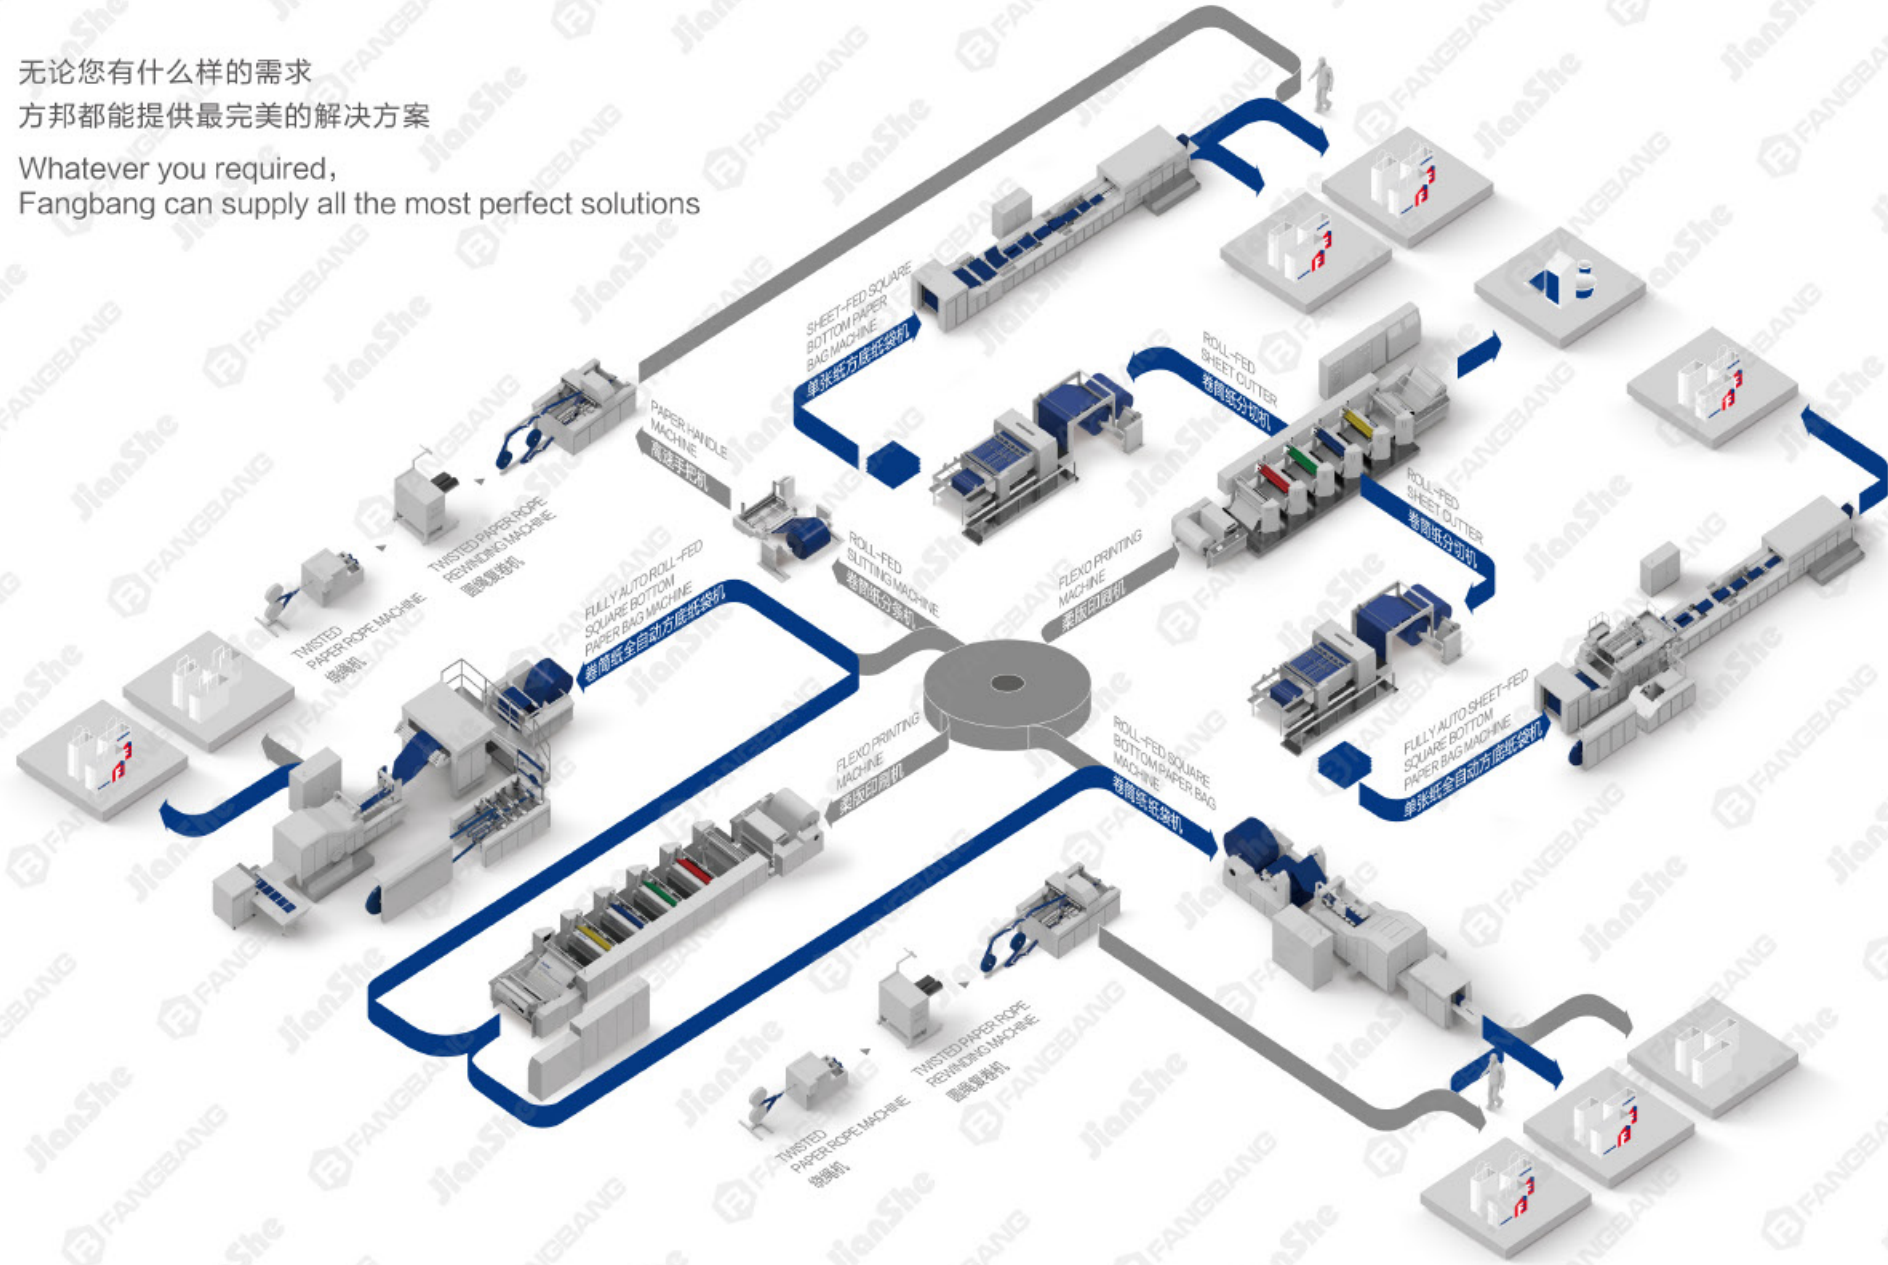 无论您有什么样的需求
方邦都能提供最完美的解决方案
Whatever you required,
Fangbang can supply all the most perfect solutions
SHEET-FED SQUARE
BOTTOM PAPER
BAG MACHINE
单张纸方底纸袋机
ROLL-FED
SHEET CUTTER
卷筒纸分切机
PAPER HANDLE
MACHINE
高速手把机
ROLL-FED
SHEET CUTTER
卷筒纸分切机
TWISTED PAPER ROPE
REWINDING MACHINE
圆绳复卷机
TWISTED
PAPER ROPE MACHINE
绕绳机
FULLY AUTO ROLL-FED
SQUARE BOTTOM
PAPER BAG MACHINE
卷筒纸全自动方底纸袋机
ROLL-FED
SLITTING MACHINE
卷筒纸分条机
FLEXO PRINTING
MACHINE
柔版印刷机
FLEXO PRINTING
MACHINE
柔版印刷机
ROLL-FED SQUARE
BOTTOM PAPER BAG
MACHINE
卷筒纸纸袋机
FULLY AUTO SHEET-FED
SQUARE BOTTOM
PAPER BAG MACHINE
单张纸全自动方底纸袋机
TWISTED PAPER ROPE
REWINDING MACHINE
圆绳复卷机
TWISTED
PAPER ROPE MACHINE
绕绳机
FANGBANG
JianShe